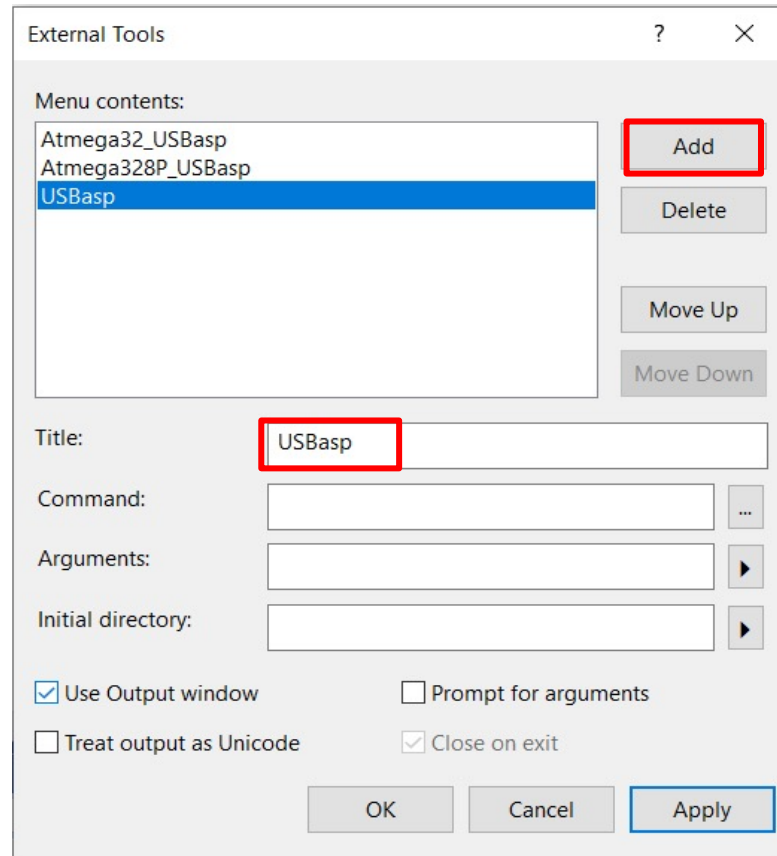 External Tools ?
Menu contents:
Atmega32_USBasp
Atmega328P_USBasp
USBasp
Add
Delete
Move Up
Move Down
Title: USBasp
Command: ...
Arguments:
Initial directory:
Use Output window Prompt for arguments
Treat output as Unicode Close on exit
OK Cancel Apply